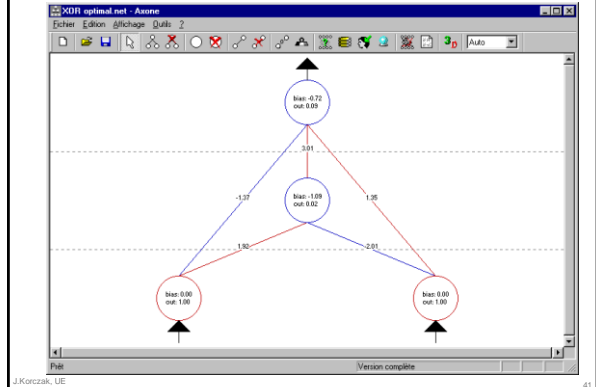 XOR optimal.net - Axone
Fichier Edition Affichage Outils ?
3D Auto
bias: -0.72
out: 0.09
3.01
bias: -1.09
out: 0.02
-1.37
1.35
1.92
-2.01
bias: 0.00
out: 1.00
bias: 0.00
out: 1.00
Prêt Version complète
J.Korczak, UE 41